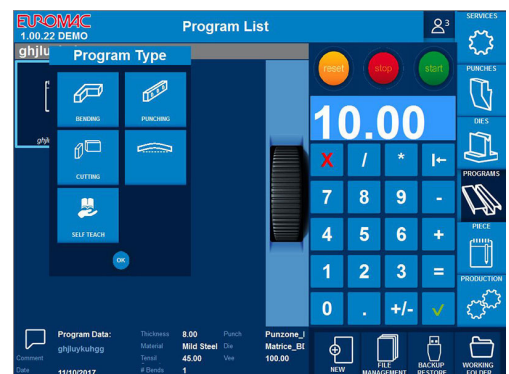 EUROMAC
1.00.22 DEMO
Program List
3
SERVICES
ghjlu
Program Type
BENDING
PUNCHING
CUTTING
SELF TEACH
OK
reset
stop
start
10.00
X / *
7 8 9 -
4 5 6 +
1 2 3 =
0 . +/- ✓
PUNCHES
DIES
PROGRAMS
PIECE
PRODUCTION
Comment
Date
Program Data:
ghjluykuhgg
11/10/2017
Thickness 8.00
Material Mild Steel
Tensil 45.00
# Bends 1
Punch Punzone_I
Die Matrice_BI
Vee 100.00
NEW
FILE MANAGEMENT
BACKUP RESTORE
WORKING FOLDER